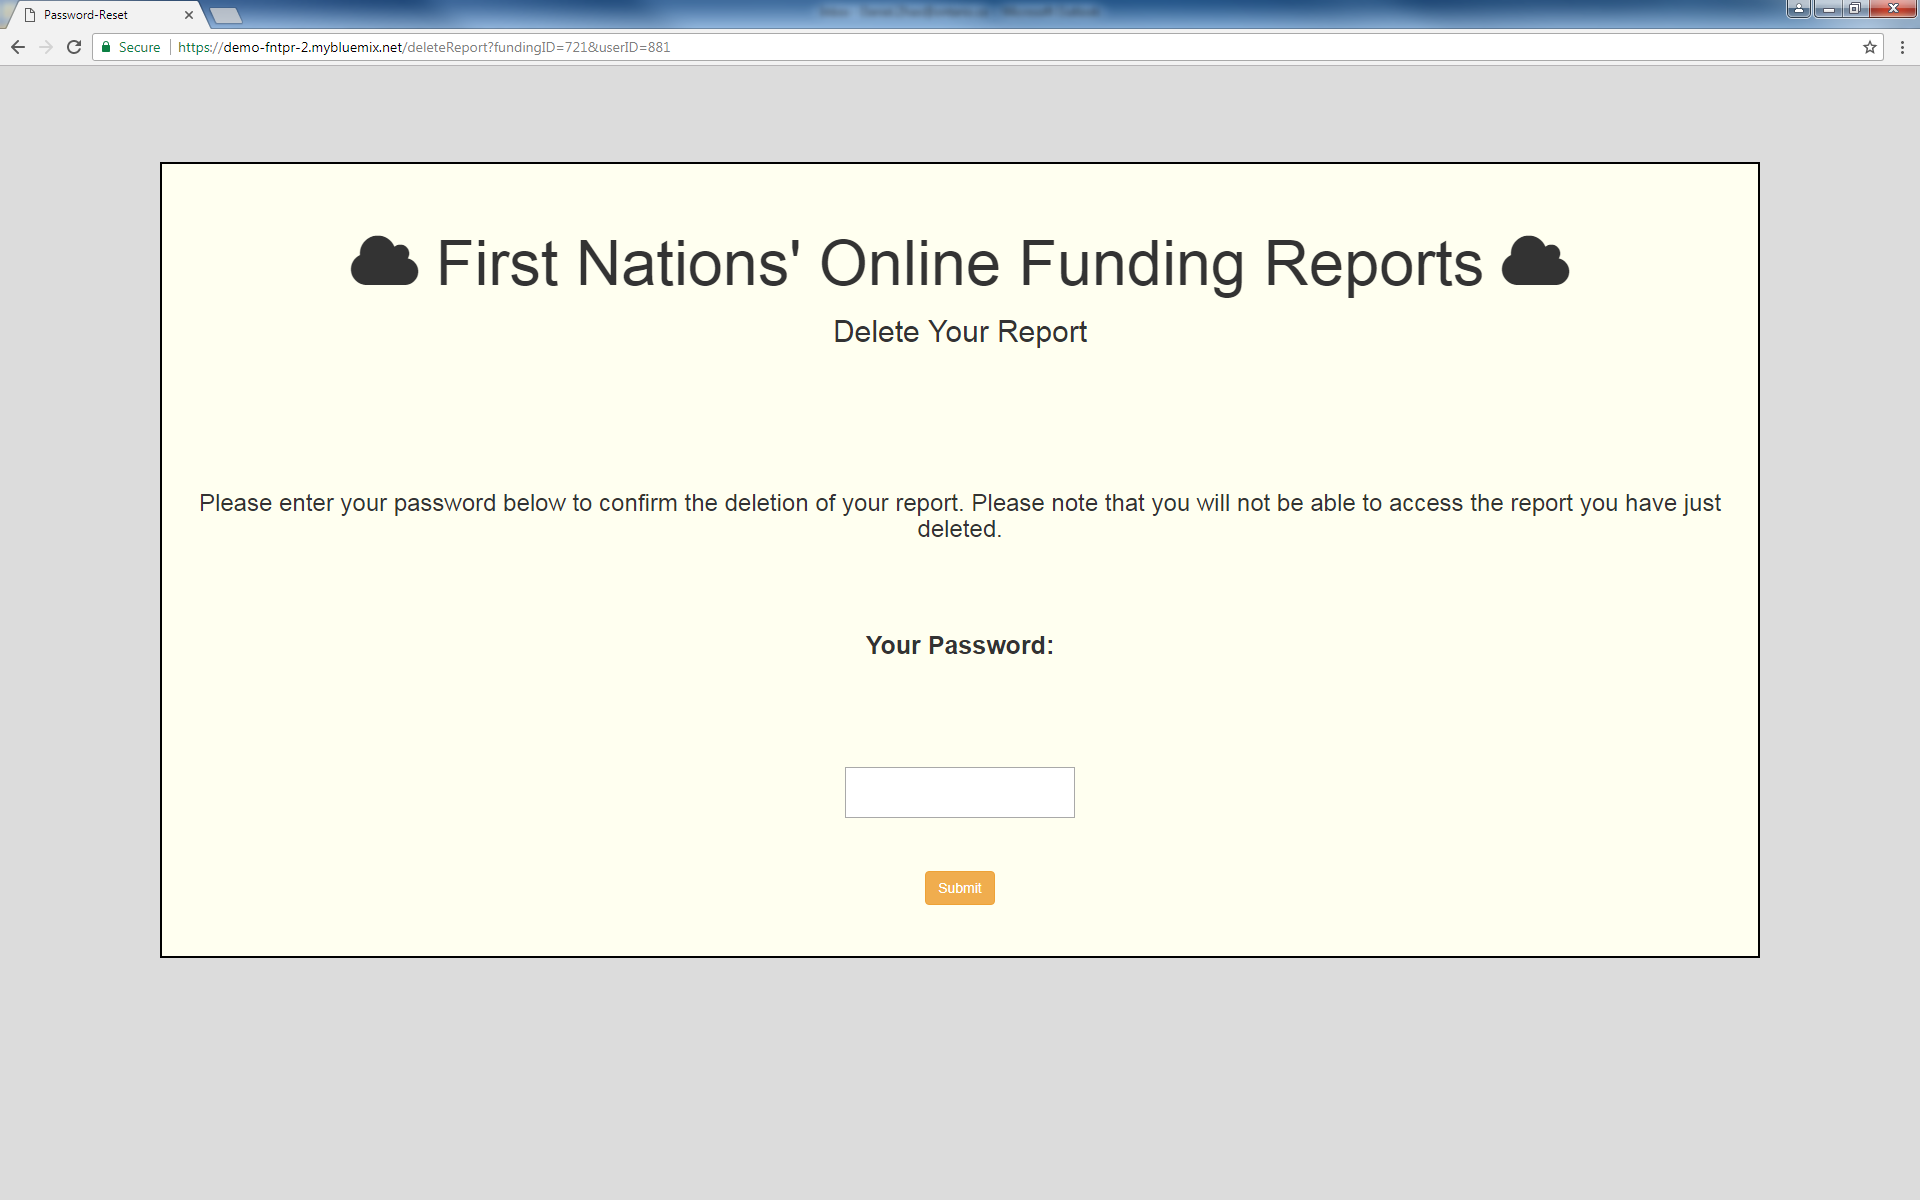 Password-Reset
Secure https://demo-fntpr-2.mybluemix.net/deleteReport?fundingID=721&userID=881
First Nations' Online Funding Reports
Delete Your Report
Please enter your password below to confirm the deletion of your report. Please note that you will not be able to access the report you have just
deleted.
Your Password:
Submit